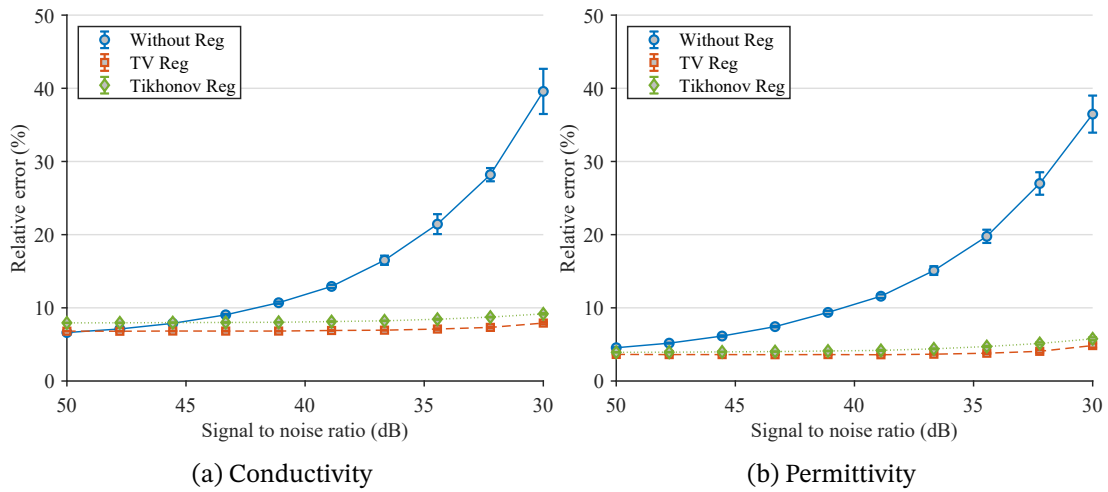 50
40
30
20
10
0
Relative error (%)
Without Reg
TV Reg
Tikhonov Reg
50
45
40
35
30
Signal to noise ratio (dB)
(a) Conductivity
50
40
30
20
10
0
Relative error (%)
Without Reg
TV Reg
Tikhonov Reg
50
45
40
35
30
Signal to noise ratio (dB)
(b) Permittivity